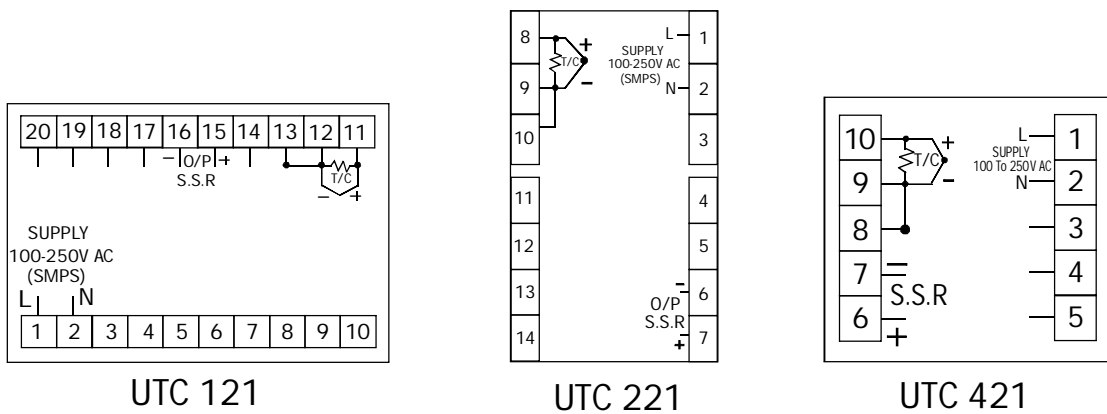 20 19 18 17 16 15 14 13 12 11
− O/P +
S.S.R
T/C
− +
SUPPLY
100-250V AC
(SMPS)
L N
1 2 3 4 5 6 7 8 9 10
UTC 121
8
9
10
11
12
13
14
+
T/C
−
L
SUPPLY
100-250V AC
(SMPS)
N
1
2
3
4
5
6
7
−
O/P
S.S.R
+
UTC 221
10
9
8
7
6
+
T/C
−
−
S.S.R
+
L
SUPPLY
100 To 250V AC
N
1
2
3
4
5
UTC 421